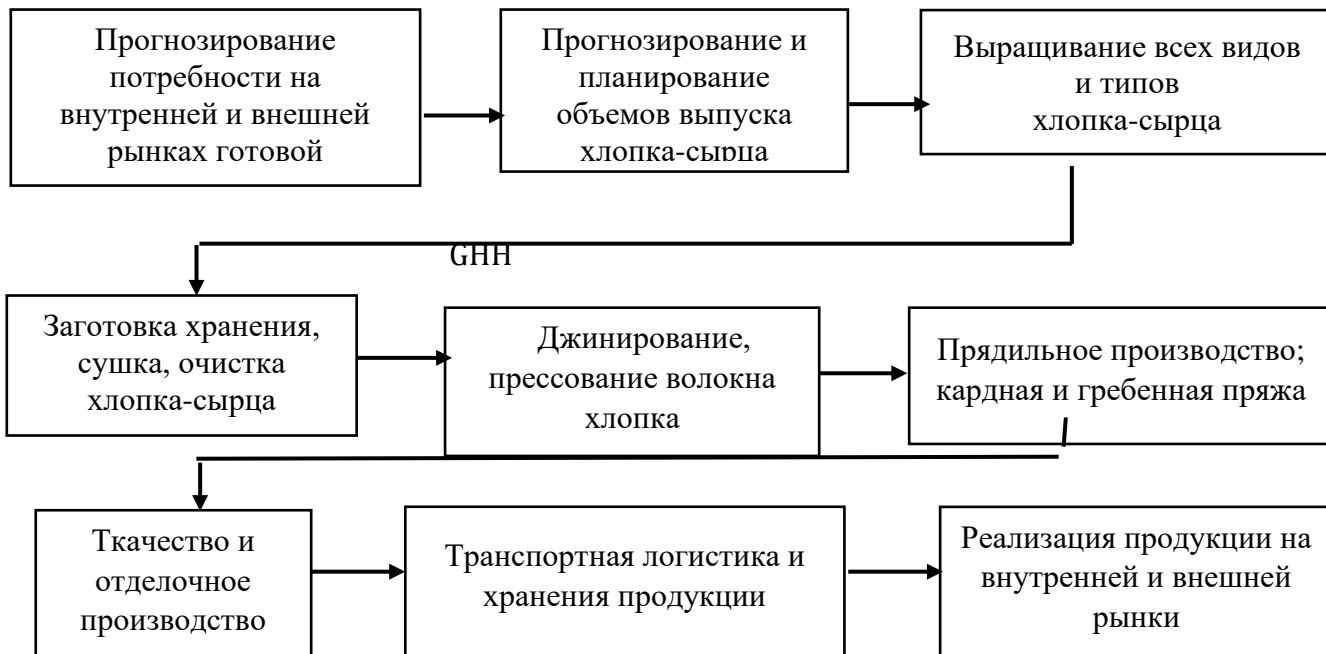 Прогнозирование
потребности на
внутренней и внешней
рынках готовой
Прогнозирование и
планирование
объемов выпуска
хлопка-сырца
Выращивание всех видов
и типов
хлопка-сырца
GHH
Заготовка хранения,
сушка, очистка
хлопка-сырца
Джинирование,
прессование волокна
хлопка
Прядильное производство;
кардная и гребенная пряжа
Ткачество и
отделочное
производство
Транспортная логистика и
хранения продукции
Реализация продукции на
внутренней и внешней
рынки